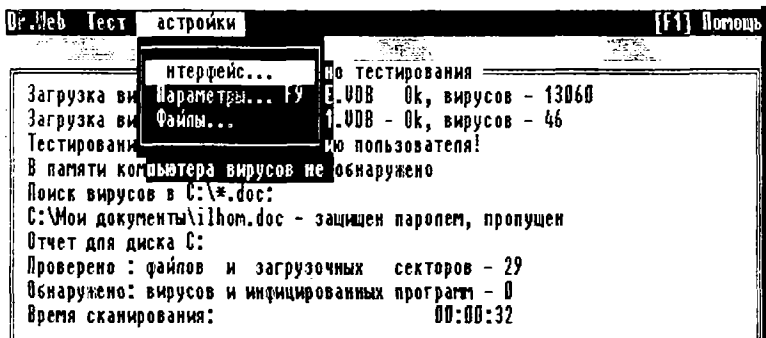 Dr.Web Тест астройки [F1] Помощь
но тестирования
нтерфейс...
Загрузка ви Параметры... F9 E.VDB Ok, вирусов - 13060
Загрузка ви Файлы... 1.VDB - Ok, вирусов - 46
Тестировани ию пользователя!
В памяти компьютера вирусов не обнаружено
Поиск вирусов в C:\*.doc:
C:\Мои документы\ilhom.doc - защищен паролем, пропущен
Отчет для диска C:
Проверено : файлов и загрузочных секторов - 29
Обнаружено: вирусов и инфицированных программ - 0
Время сканирования: 00:00:32